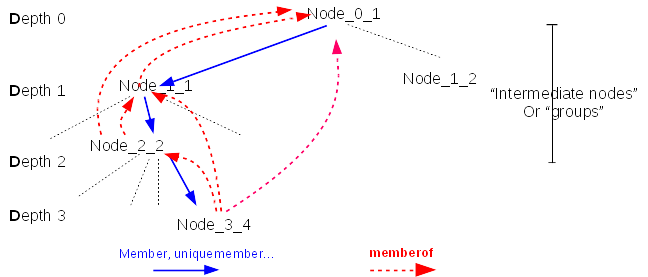 Depth 0
Node_0_1
Node_1_2
Depth 1
Node_1_1
"Intermediate nodes"
Or "groups"
Depth 2
Node_2_2
Depth 3
Node_3_4
Member, uniquemember...
memberof